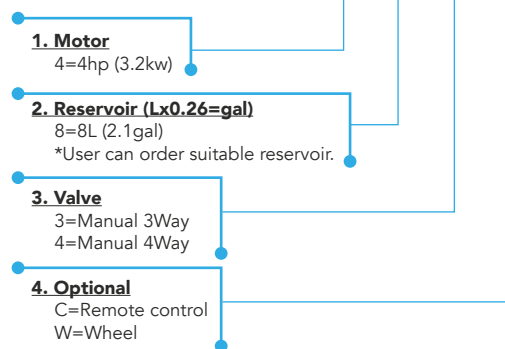 1. Motor
4=4hp (3.2kw)
2. Reservoir (Lx0.26=gal)
8=8L (2.1gal)
*User can order suitable reservoir.
3. Valve
3=Manual 3Way
4=Manual 4Way
4. Optional
C=Remote control
W=Wheel